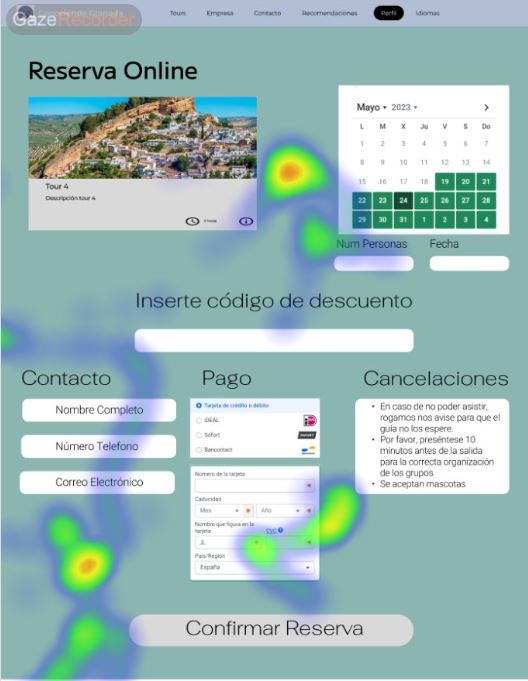 GazeRecorder
Conociendo Granada
Tours
Empresa
Contacto
Recomendaciones
Perfil
Idiomas
Reserva Online
Tour 4
Descripción tour 4
2 horas
Mayo
2023
L M X Ju V S Do
1 2 3 4 5 6 7
8 9 10 11 12 13 14
15 16 17 18 19 20 21
22 23 24 25 26 27 28
29 30 31 1 2 3 4
Num Personas
Fecha
Inserte código de descuento
Contacto
Nombre Completo
Número Telefono
Correo Electrónico
Pago
Tarjeta de crédito o débito
iDEAL
Sofort
Bancontact
Número de la tarjeta
Caducidad
Mes
Año
Nombre que figura en la
tarjeta
CVC
País/Región
España
Cancelaciones
• En caso de no poder asistir,
rogamos nos avise para que el
guía no los espere.
• Por favor, preséntese 10
minutos antes de la salida
para la correcta organización
de los grupos
• Se aceptan mascotas
Confirmar Reserva